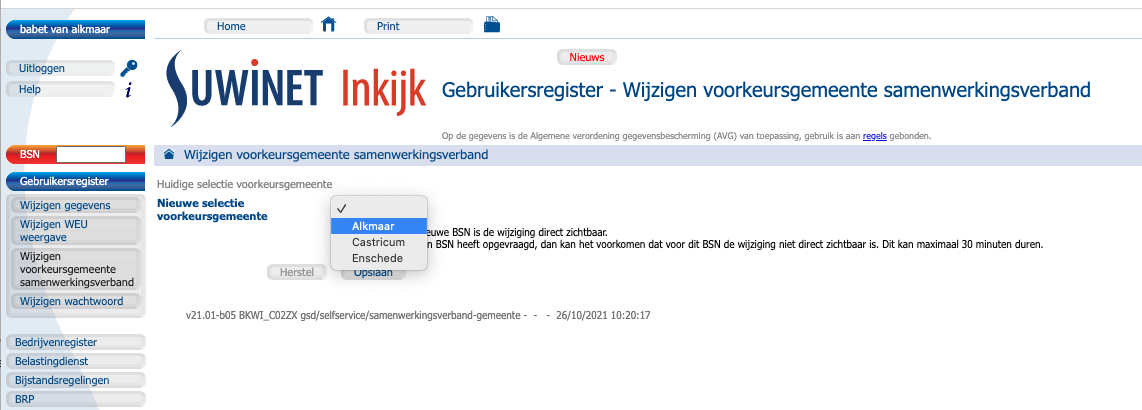 babet van alkmaar
Home
Print
Uitloggen
Help
SUWINET Inkijk
Nieuws
Gebruikersregister - Wijzigen voorkeursgemeente samenwerkingsverband
Op de gegevens is de Algemene verordening gegevensbescherming (AVG) van toepassing, gebruik is aan regels gebonden.
BSN
Wijzigen voorkeursgemeente samenwerkingsverband
Gebruikersregister
Wijzigen gegevens
Wijzigen WEU
weergave
Wijzigen
voorkeursgemeente
samenwerkingsverband
Wijzigen wachtwoord
Bedrijvenregister
Belastingdienst
Bijstandsregelingen
BRP
Huidige selectie voorkeursgemeente
Nieuwe selectie
voorkeursgemeente
✓
Alkmaar
Castricum
Enschede
BSN is de wijziging direct zichtbaar.
BSN heeft opgevraagd, dan kan het voorkomen dat voor dit BSN de wijziging niet direct zichtbaar is. Dit kan maximaal 30 minuten duren.
Herstel
Opslaan
v21.01-b05 BKWI_C02ZX gsd/selfservice/samenwerkingsverband-gemeente - - - 26/10/2021 10:20:17